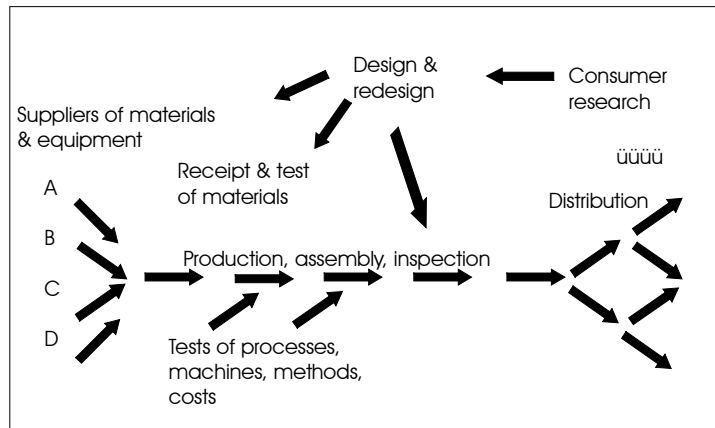 Design &
redesign
Consumer
research
Suppliers of materials
& equipment
üüüü
Receipt & test
of materials
A
Distribution
B
Production, assembly, inspection
C
D
Tests of processes,
machines, methods,
costs